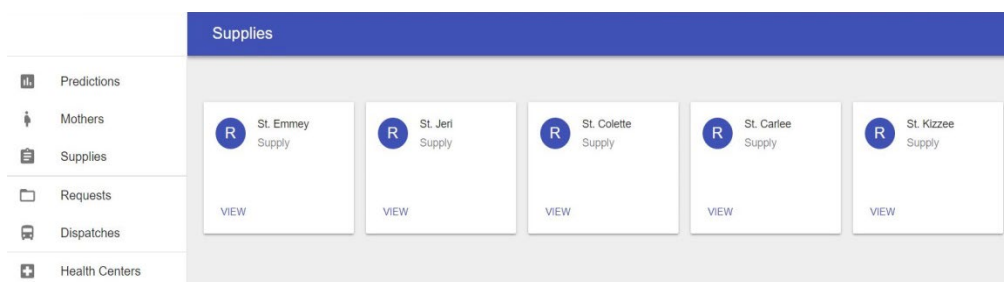 Supplies
Predictions
Mothers
Supplies
Requests
Dispatches
Health Centers
R
St. Emmey
Supply
VIEW
R
St. Jeri
Supply
VIEW
R
St. Colette
Supply
VIEW
R
St. Carlee
Supply
VIEW
R
St. Kizzee
Supply
VIEW